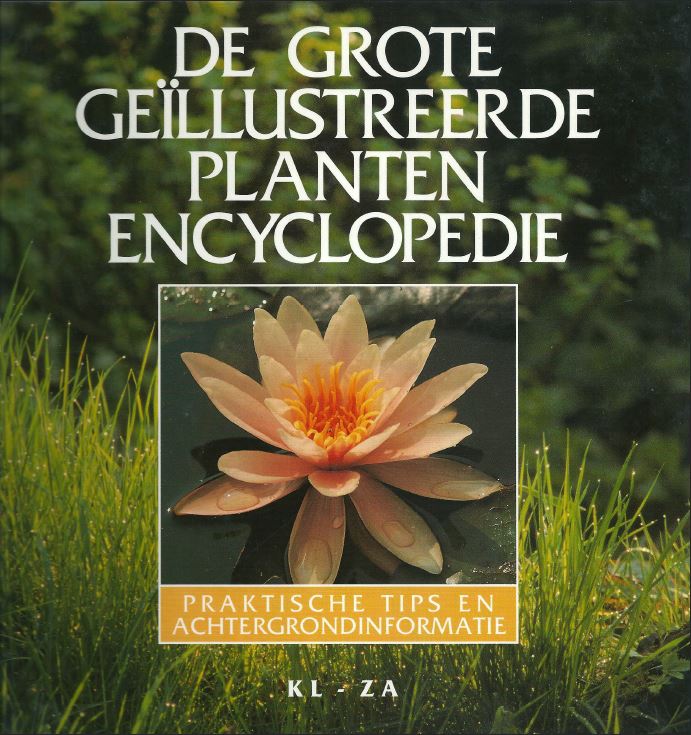 DE GROTE
GEÏLLUSTREERDE
PLANTEN
ENCYCLOPEDIE
PRAKTISCHE TIPS EN
ACHTERGRONDINFORMATIE
KL - ZA